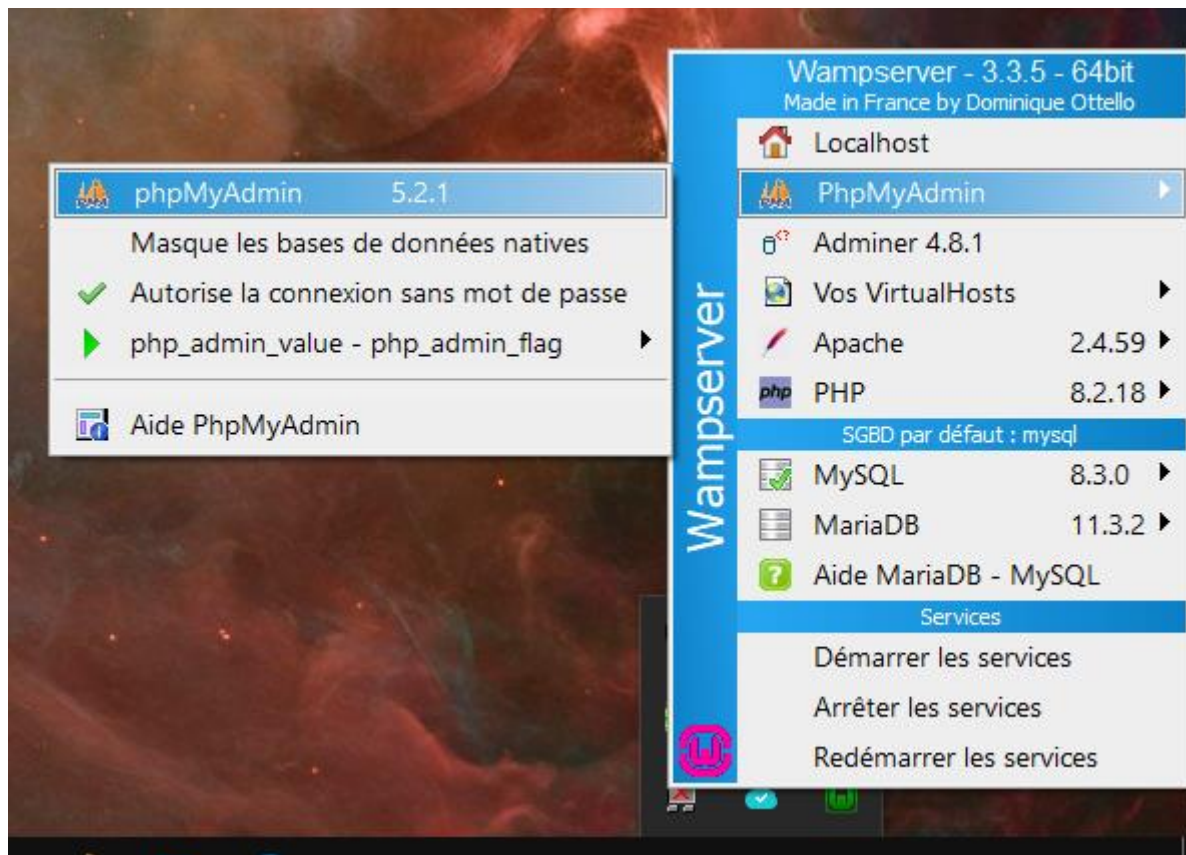 Wampserver - 3.3.5 - 64bit
Made in France by Dominique Ottello
Localhost
PhpMyAdmin
Adminer 4.8.1
Vos VirtualHosts
Apache 2.4.59
php PHP 8.2.18
SGBD par défaut : mysql
MySQL 8.3.0
MariaDB 11.3.2
Aide MariaDB - MySQL
Services
Démarrer les services
Arrêter les services
Redémarrer les services
Wampserver
phpMyAdmin 5.2.1
Masque les bases de données natives
Autorise la connexion sans mot de passe
php_admin_value - php_admin_flag
Aide PhpMyAdmin